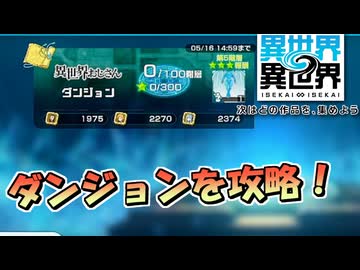 05/16 14:59まで
異世界おじさん
ダンジョン
0/100階層
★0/300
第5階層
★★★報酬
1975
2270
2374
異世界
異世界
ISEKAI∞ISEKAI
次はどの作品を、集めよう
ダンジョンを攻略！